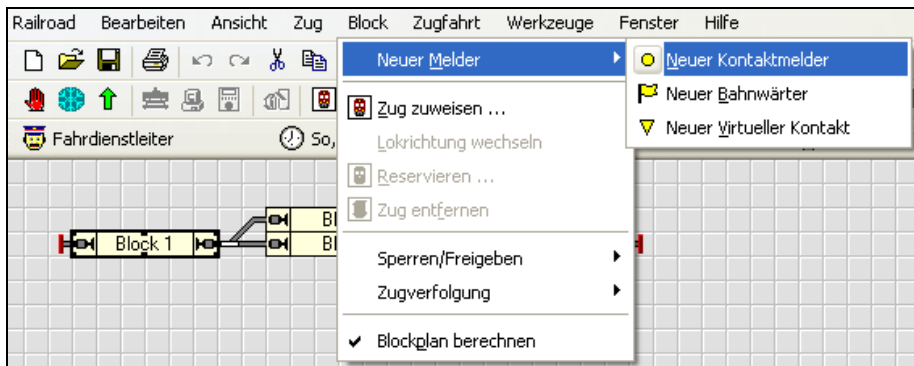 Railroad Bearbeiten Ansicht Zug Block Zugfahrt Werkzeuge Fenster Hilfe
Neuer Melder
Neuer Kontaktmelder
Neuer Bahnwärter
Neuer Virtueller Kontakt
Zug zuweisen ...
Lokrichtung wechseln
Reservieren ...
Zug entfernen
Sperren/Freigeben
Zugverfolgung
Blockplan berechnen
Fahrdienstleiter
So,
Bl
Block 1
Bl